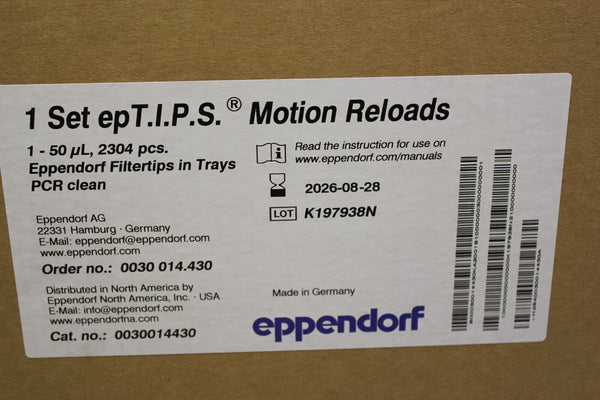 1 Set epT.I.P.S.® Motion Reloads
1 - 50 µL, 2304 pcs.
Eppendorf Filtertips in Trays
PCR clean
Read the instruction for use on
www.eppendorf.com/manuals
2026-08-28
LOT K197938N
Eppendorf AG
22331 Hamburg · Germany
E-Mail: eppendorf@eppendorf.com
www.eppendorf.com
Order no.: 0030 014.430
Distributed in North America by
Eppendorf North America, Inc. · USA
E-Mail: info@eppendorf.com
www.eppendorfna.com
Cat. no.: 0030014430
Made in Germany
eppendorf